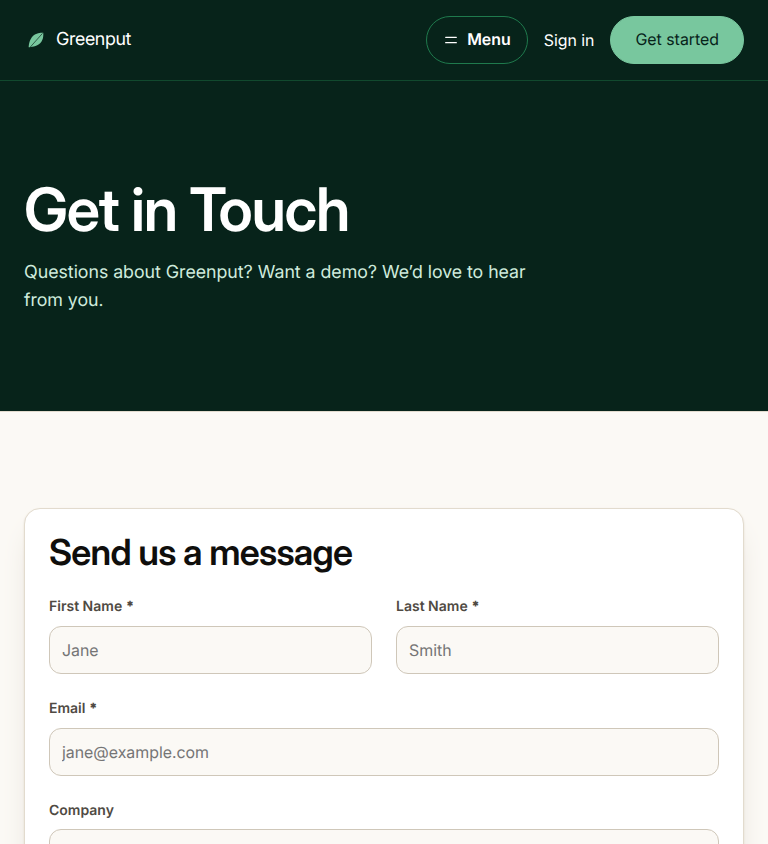 Greenput
Menu
Sign in
Get started
Get in Touch
Questions about Greenput? Want a demo? We’d love to hear
from you.
Send us a message
First Name *
Last Name *
Jane
Smith
Email *
jane@example.com
Company